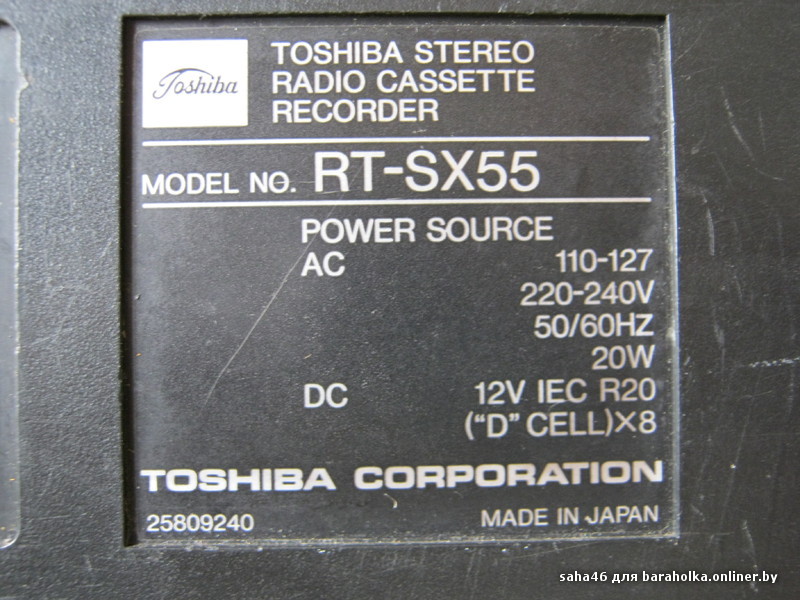 Toshiba
TOSHIBA STEREO
RADIO CASSETTE
RECORDER
MODEL NO. RT-SX55
POWER SOURCE
AC 110-127
220-240V
50/60HZ
20W
DC 12V IEC R20
("D" CELL)×8
TOSHIBA CORPORATION
25809240 MADE IN JAPAN
saha46 для baraholka.onliner.by